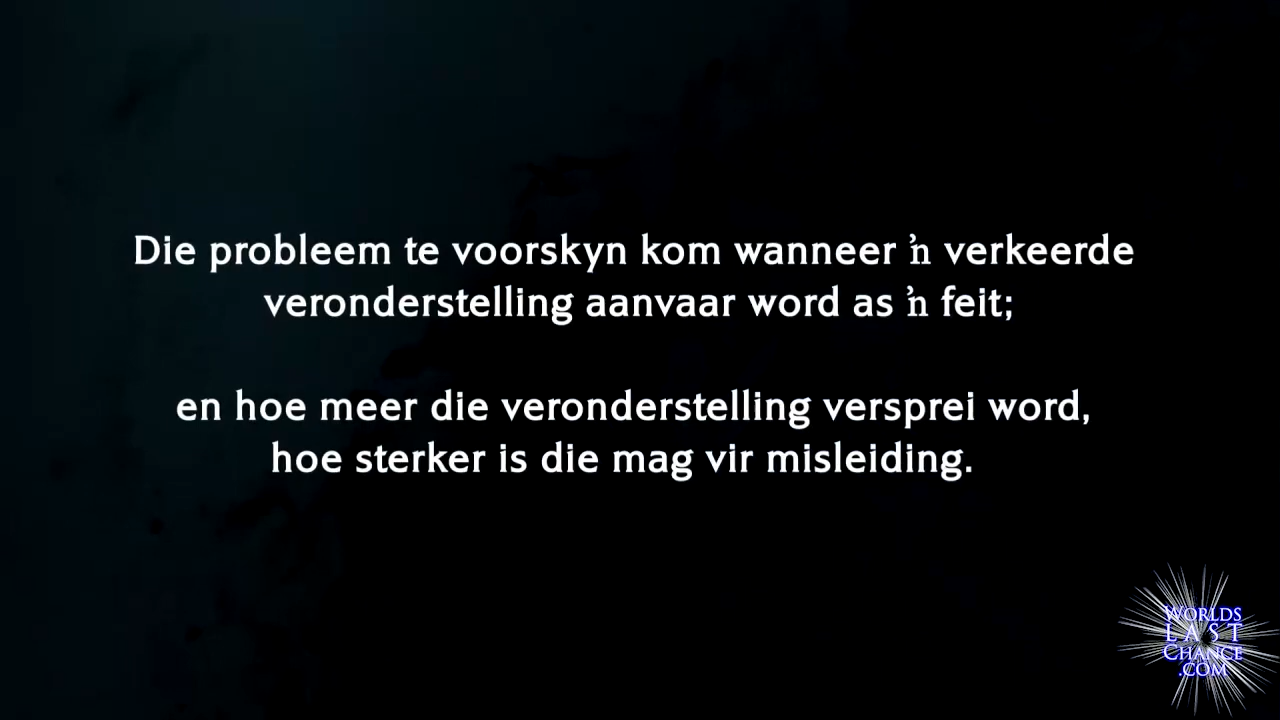 Die probleem te voorskyn kom wanneer ŉ verkeerde
veronderstelling aanvaar word as ŉ feit;
en hoe meer die veronderstelling versprei word,
hoe sterker is die mag vir misleiding.
WORLDS
LAST
CHANCE
.COM